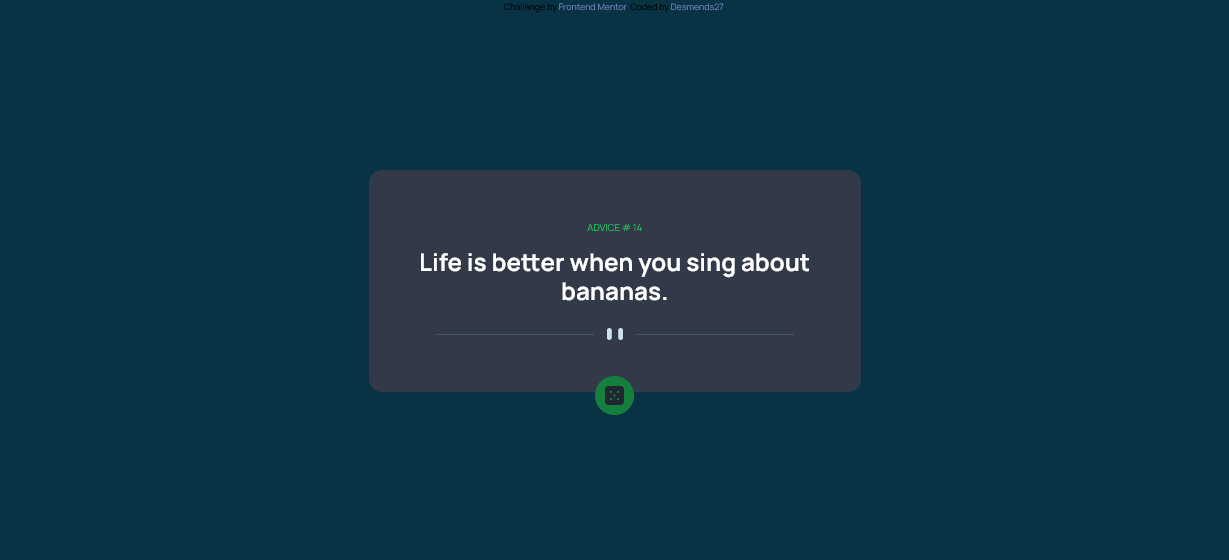 Challenge by Frontend Mentor Coded by Desmends27
ADVICE # 14
Life is better when you sing about
bananas.